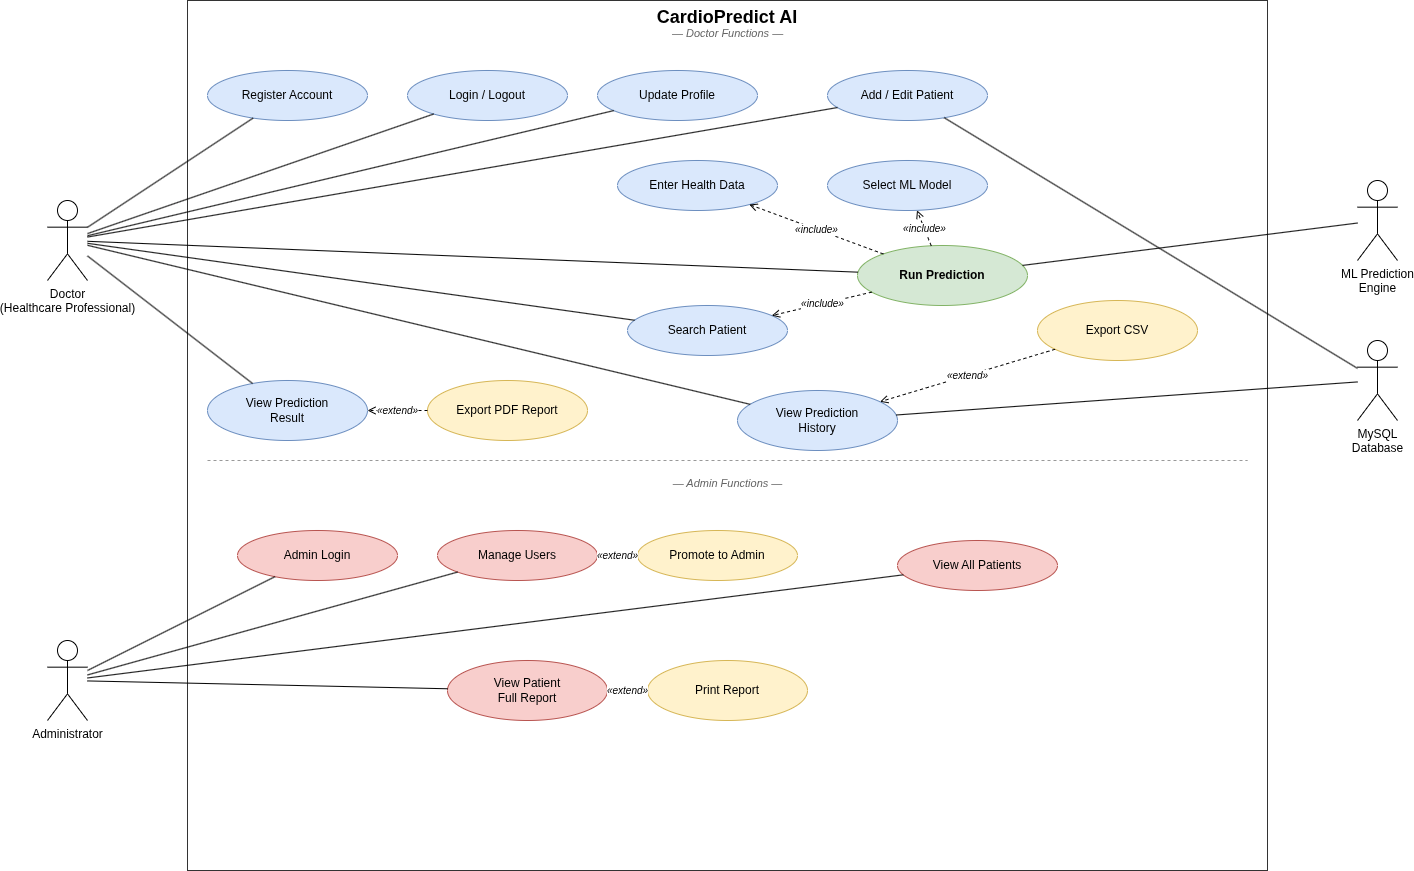 CardioPredict AI
— Doctor Functions —
Register Account
Login / Logout
Update Profile
Add / Edit Patient
Enter Health Data
Select ML Model
«include»
«include»
Run Prediction
ML Prediction
Engine
Doctor
(Healthcare Professional)
«include»
Search Patient
Export CSV
«extend»
View Prediction
Result
«extend»
Export PDF Report
View Prediction
History
MySQL
Database
— Admin Functions —
Admin Login
Manage Users
«extend»
Promote to Admin
View All Patients
View Patient
Full Report
«extend»
Print Report
Administrator